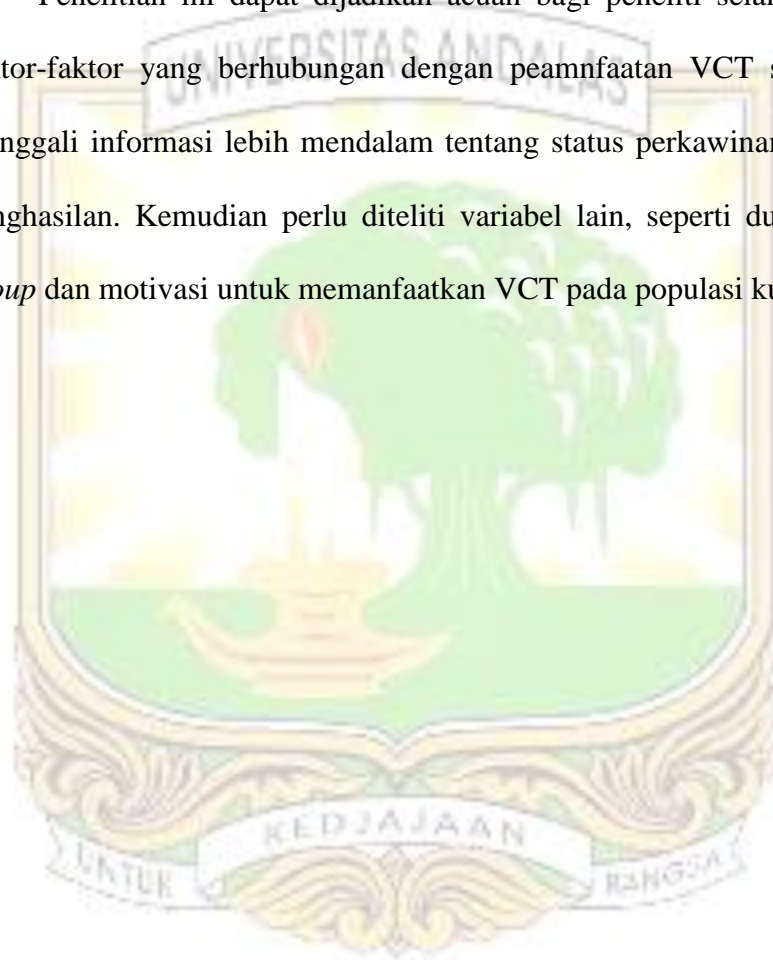 Penelitian ini dapat dijadikan acuan bagi peneliti selan
UNIVERSITAS ANDALAS
tor-faktor yang berhubungan dengan peamnfaatan VCT s
nggali informasi lebih mendalam tentang status perkawinan
nghasilan. Kemudian perlu diteliti variabel lain, seperti du
oup dan motivasi untuk memanfaatkan VCT pada populasi ku
KEDJAJAAN
UNTUK
BANGSA